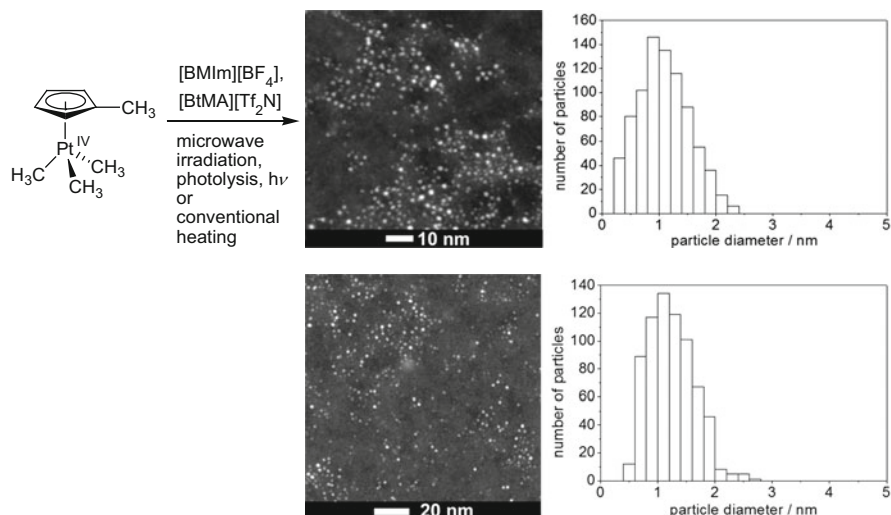 [BMIm][BF4],
[BtMA][Tf2N]
microwave
irradiation,
photolysis, hν
or
conventional
heating
CH3
PtIV
H3C
CH3
CH3
10 nm
number of particles
160
140
120
100
80
60
40
20
0
0 1 2 3 4 5
particle diameter / nm
20 nm
number of particles
140
120
100
80
60
40
20
0
0 1 2 3 4 5
particle diameter / nm